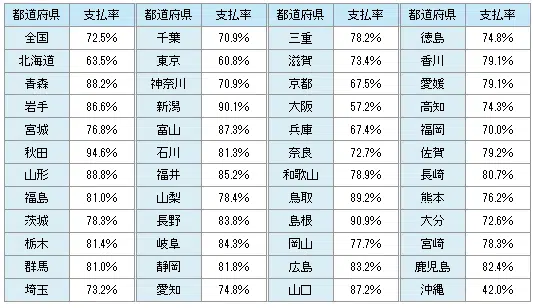 都道府県 支払率 都道府県 支払率 都道府県 支払率 都道府県 支払率
全国 72.5% 千葉 70.9% 三重 78.2% 徳島 74.8%
北海道 63.5% 東京 60.8% 滋賀 73.4% 香川 79.1%
青森 88.2% 神奈川 70.9% 京都 67.5% 愛媛 79.1%
岩手 86.6% 新潟 90.1% 大阪 57.2% 高知 74.3%
宮城 76.8% 富山 87.3% 兵庫 67.4% 福岡 70.0%
秋田 94.6% 石川 81.3% 奈良 72.7% 佐賀 79.2%
山形 88.8% 福井 85.2% 和歌山 78.9% 長崎 80.7%
福島 81.0% 山梨 78.4% 鳥取 89.2% 熊本 76.2%
茨城 78.3% 長野 83.8% 島根 90.9% 大分 72.6%
栃木 81.4% 岐阜 84.3% 岡山 77.7% 宮崎 78.3%
群馬 81.0% 静岡 81.8% 広島 83.2% 鹿児島 82.4%
埼玉 73.2% 愛知 74.8% 山口 87.2% 沖縄 42.0%